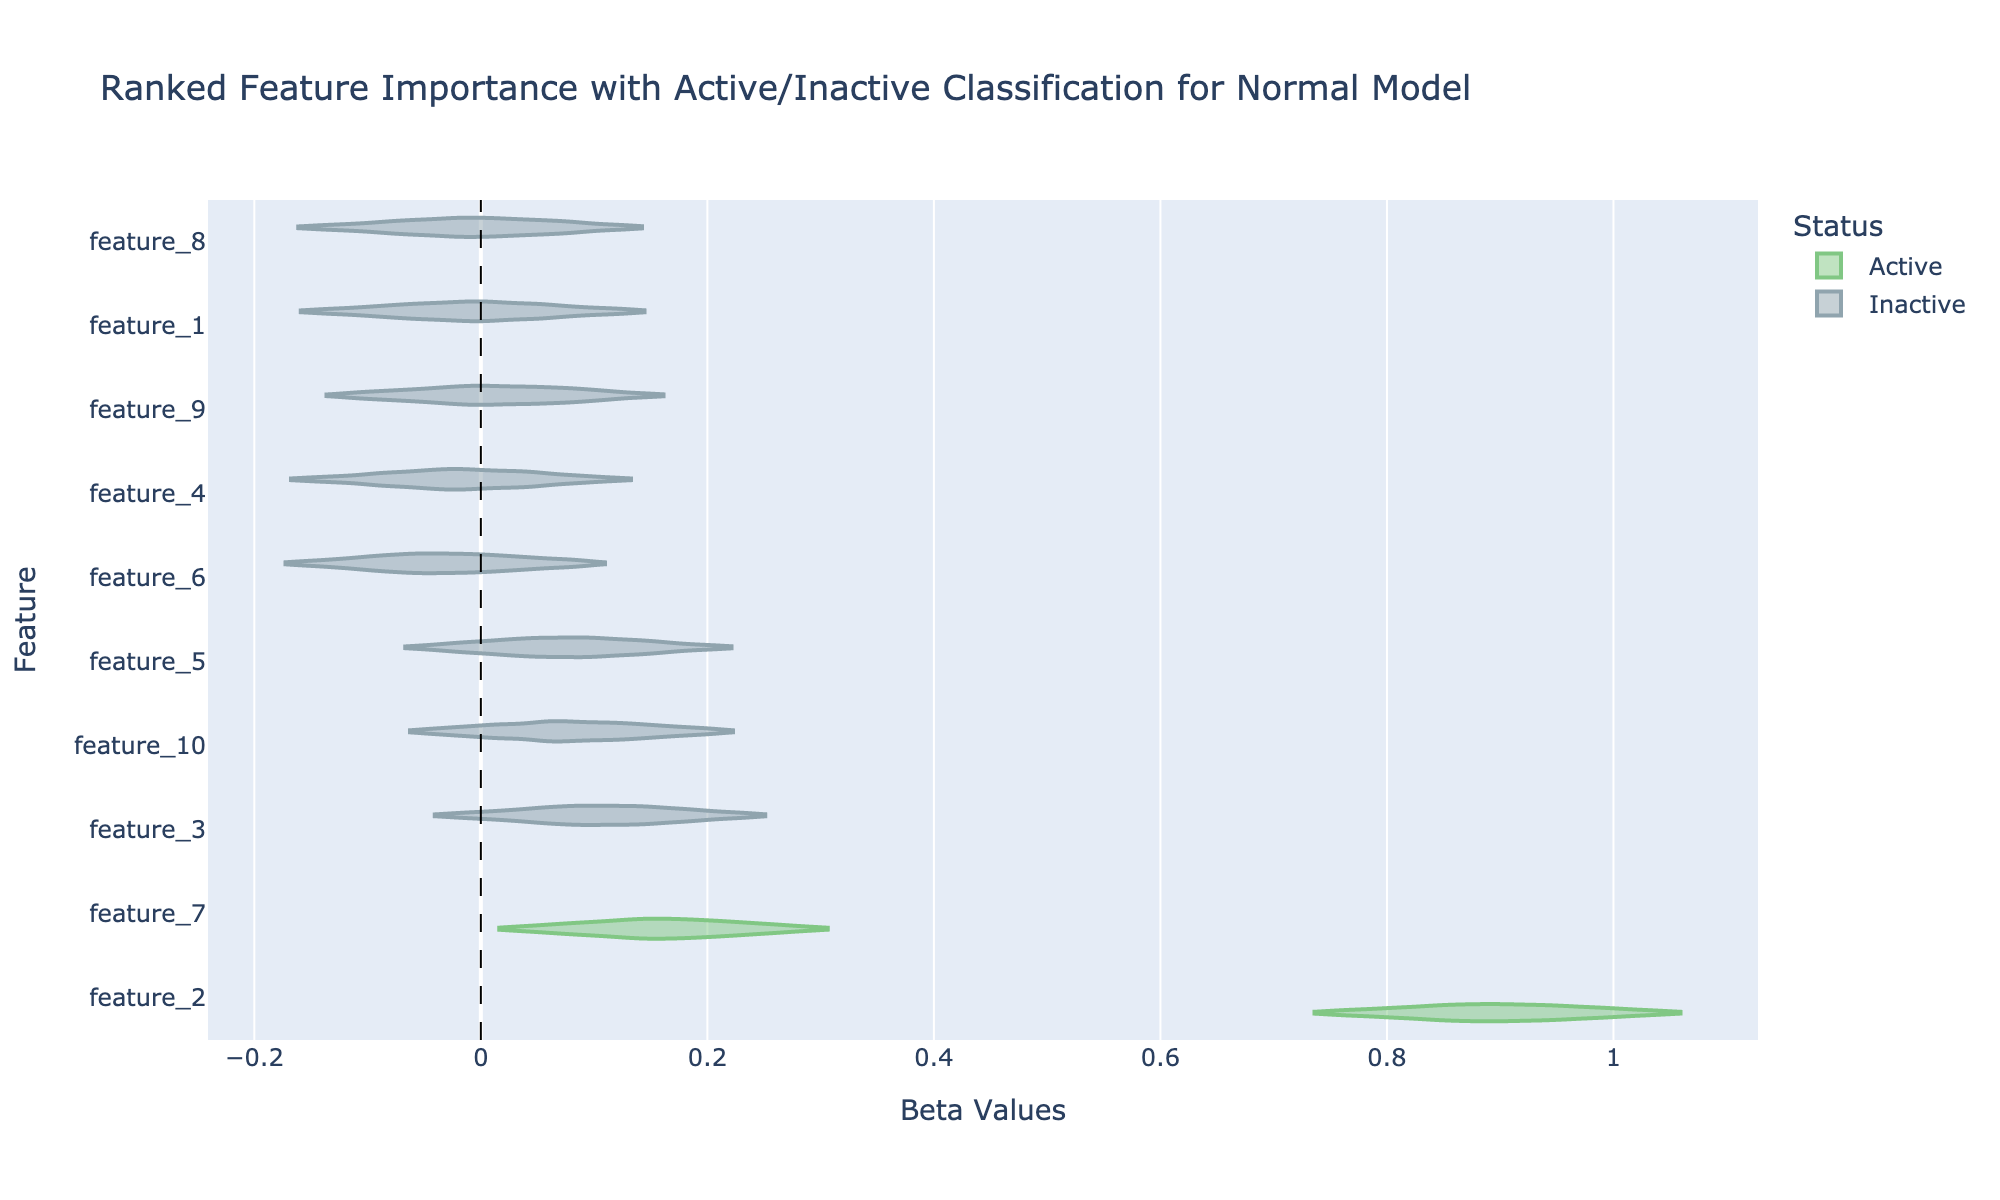 Ranked Feature Importance with Active/Inactive Classification for Normal Model
Status
Active
Inactive
Feature
feature_8
feature_1
feature_9
feature_4
feature_6
feature_5
feature_10
feature_3
feature_7
feature_2
−0.2 0 0.2 0.4 0.6 0.8 1
Beta Values